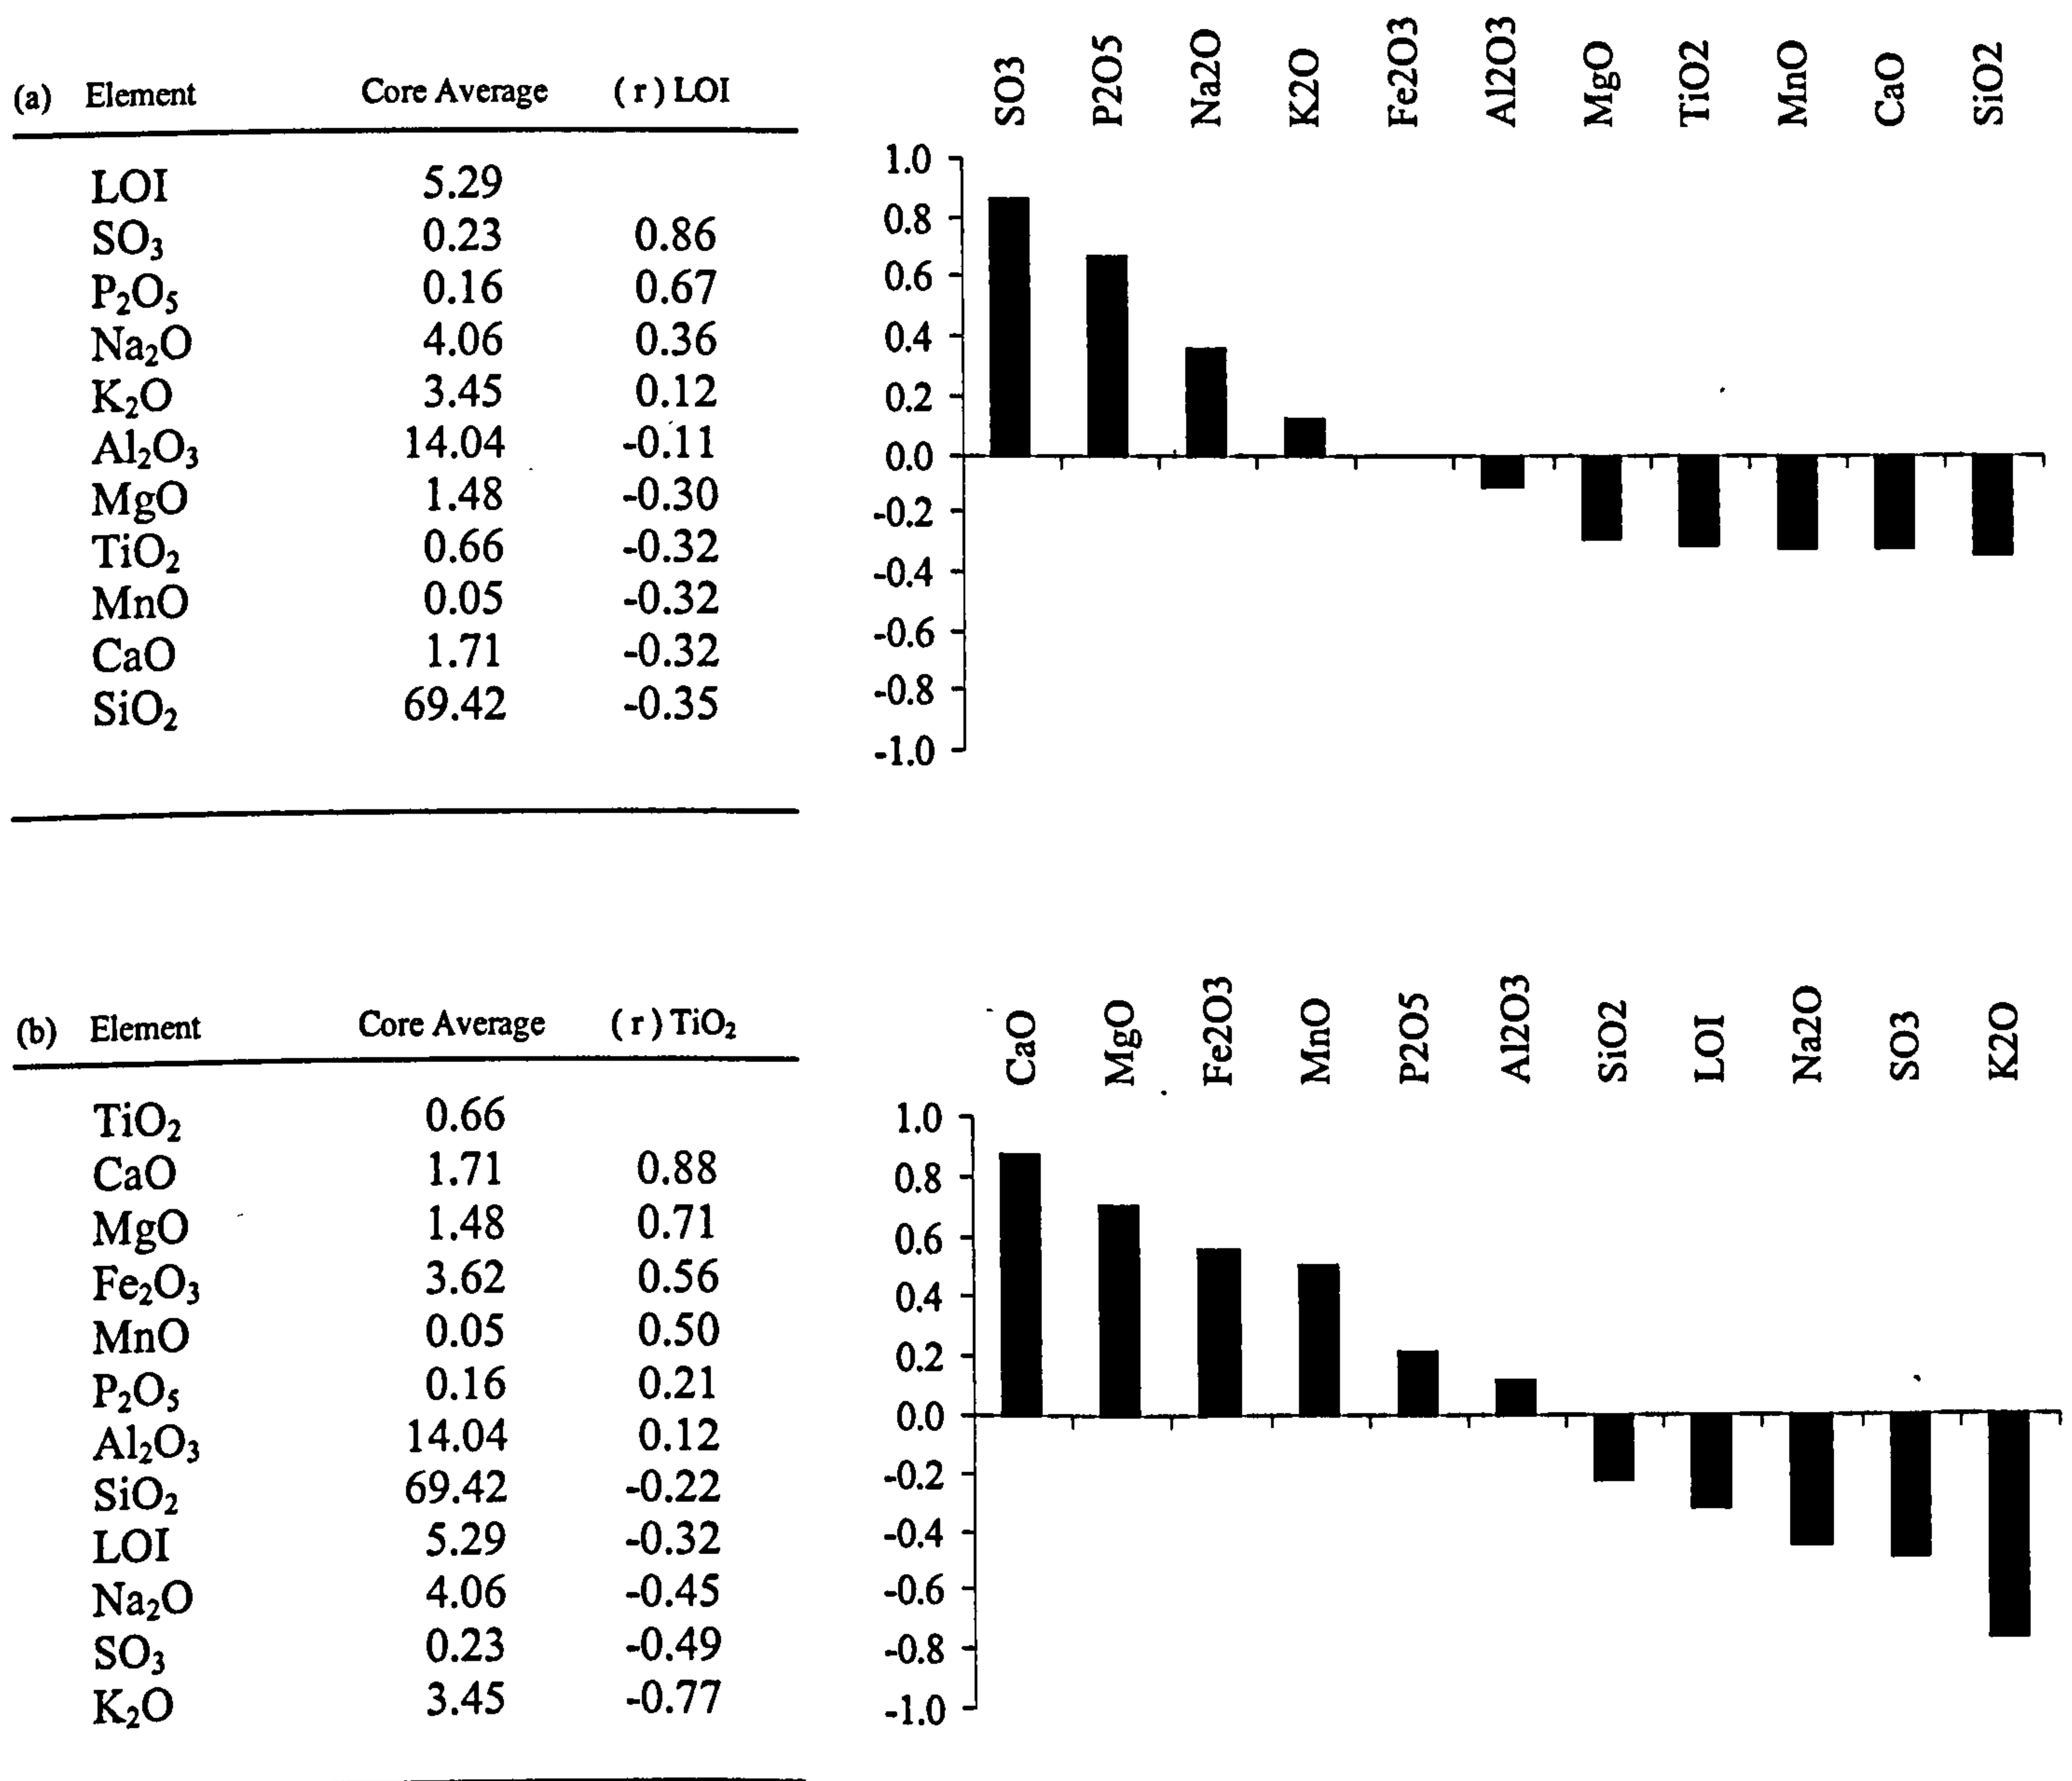 (a) Element Core Average ( r ) LOI
LOI 5.29
SO₃ 0.23 0.86
P₂O₅ 0.16 0.67
Na₂O 4.06 0.36
K₂O 3.45 0.12
Al₂O₃ 14.04 -0.11
MgO 1.48 -0.30
TiO₂ 0.66 -0.32
MnO 0.05 -0.32
CaO 1.71 -0.32
SiO₂ 69.42 -0.35
SO3 P2O5 Na2O K2O Fe2O3 Al2O3 MgO TiO2 MnO CaO SiO2
1.0
0.8
0.6
0.4
0.2
0.0
-0.2
-0.4
-0.6
-0.8
-1.0
(b) Element Core Average ( r ) TiO₂
TiO₂ 0.66
CaO 1.71 0.88
MgO 1.48 0.71
Fe₂O₃ 3.62 0.56
MnO 0.05 0.50
P₂O₅ 0.16 0.21
Al₂O₃ 14.04 0.12
SiO₂ 69.42 -0.22
LOI 5.29 -0.32
Na₂O 4.06 -0.45
SO₃ 0.23 -0.49
K₂O 3.45 -0.77
CaO MgO Fe2O3 MnO P2O5 Al2O3 SiO2 LOI Na2O SO3 K2O
1.0
0.8
0.6
0.4
0.2
0.0
-0.2
-0.4
-0.6
-0.8
-1.0